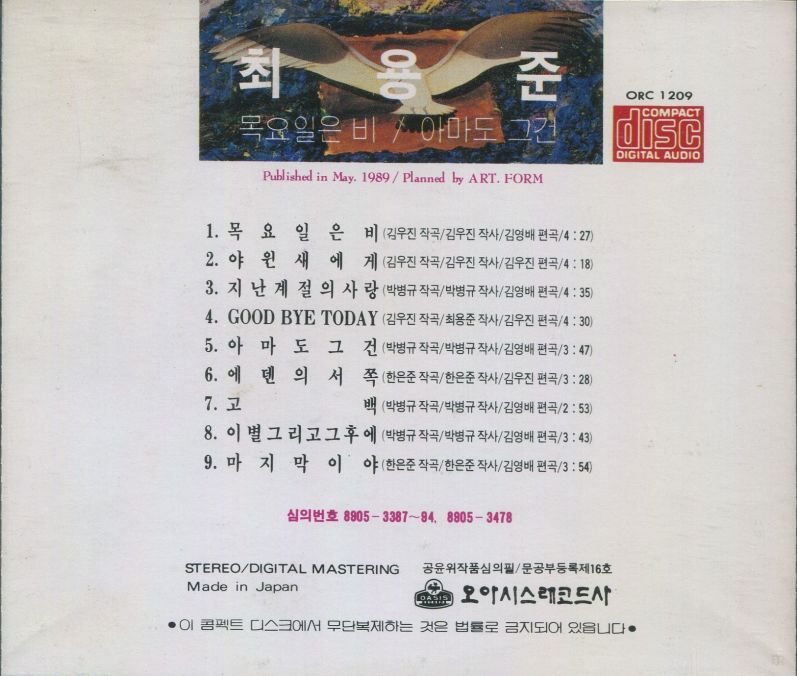 최 용 준
목요일은 비 / 아마도 그건
ORC 1209
COMPACT
disc
DIGITAL AUDIO
Published in May. 1989 / Planned by ART. FORM
1. 목 요 일 은 비 (김우진 작곡/김우진 작사/김영배 편곡/4 : 27)
2. 야 윈 새 에 게 (김우진 작곡/김우진 작사/김우진 편곡/4 : 18)
3. 지난계절의사랑 (박병규 작곡/박병규 작사/김영배 편곡/4 : 35)
4. GOOD BYE TODAY (김우진 작곡/최용준 작사/김우진 편곡/4 : 30)
5. 아 마 도 그 건 (박병규 작곡/박병규 작사/김영배 편곡/3 : 47)
6. 에 덴 의 서 쪽 (한은준 작곡/한은준 작사/김우진 편곡/3 : 28)
7. 고 백 (박병규 작곡/박병규 작사/김영배 편곡/2 : 53)
8. 이별그리고그후에 (박병규 작곡/박병규 작사/김영배 편곡/3 : 43)
9. 마 지 막 이 야 (한은준 작곡/한은준 작사/김영배 편곡/3 : 54)
심의번호 8905-3387~94, 8905-3478
STEREO/DIGITAL MASTERING 공윤위작품심의필/문공부등록제16호
Made in Japan OASIS 오아시스레코드사
●이 콤팩트 디스크에서 무단복제하는 것은 법률로 금지되어 있읍니다●